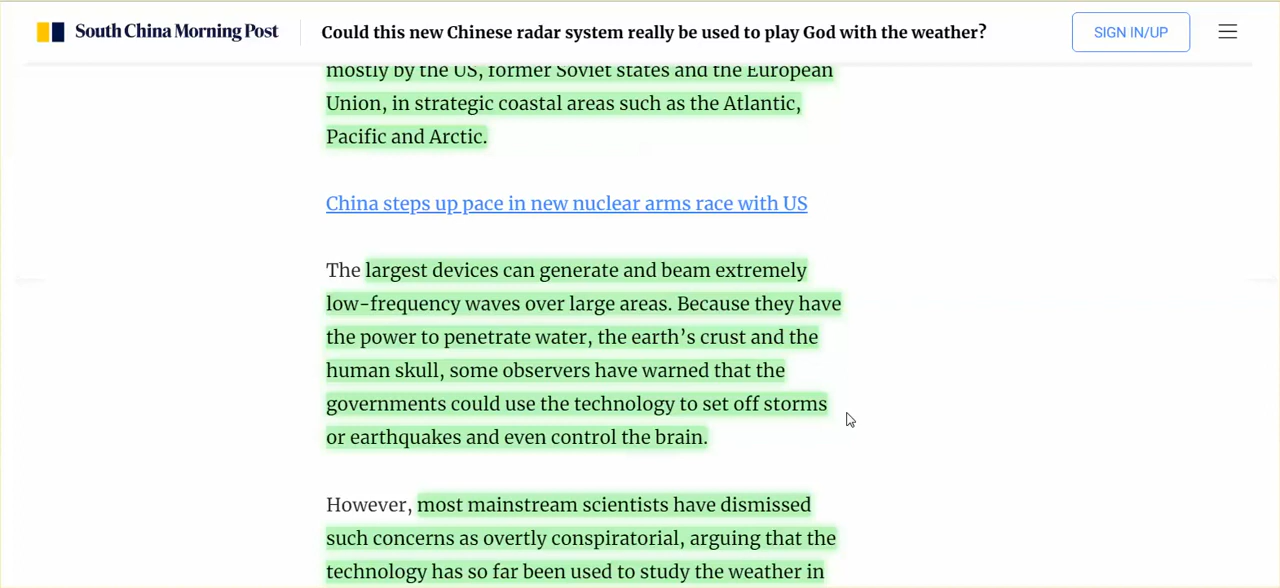 South China Morning Post
Could this new Chinese radar system really be used to play God with the weather?
SIGN IN/UP
mostly by the US, former Soviet states and the European
Union, in strategic coastal areas such as the Atlantic,
Pacific and Arctic.
China steps up pace in new nuclear arms race with US
The largest devices can generate and beam extremely
low-frequency waves over large areas. Because they have
the power to penetrate water, the earth’s crust and the
human skull, some observers have warned that the
governments could use the technology to set off storms
or earthquakes and even control the brain.
However, most mainstream scientists have dismissed
such concerns as overtly conspiratorial, arguing that the
technology has so far been used to study the weather in